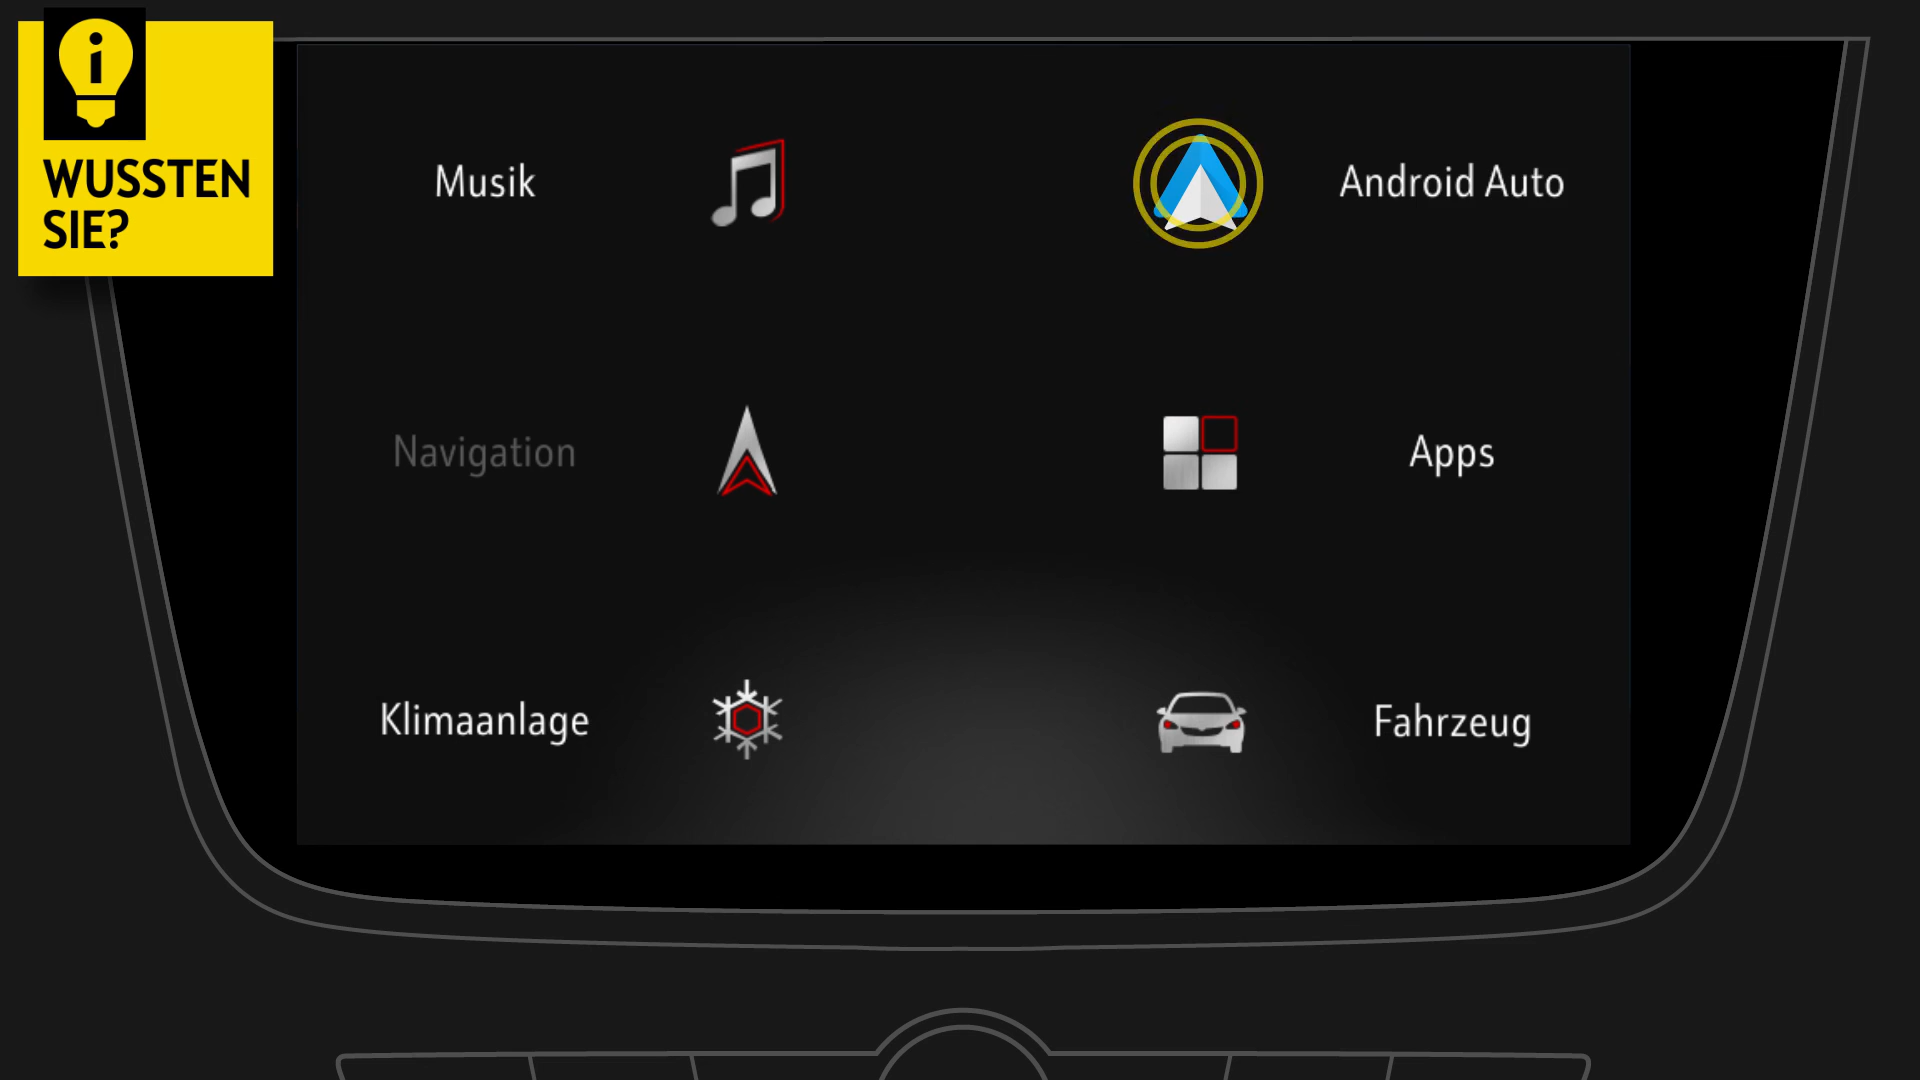 i
WUSSTEN
SIE?
Musik
Android Auto
Navigation
Apps
Klimaanlage
Fahrzeug